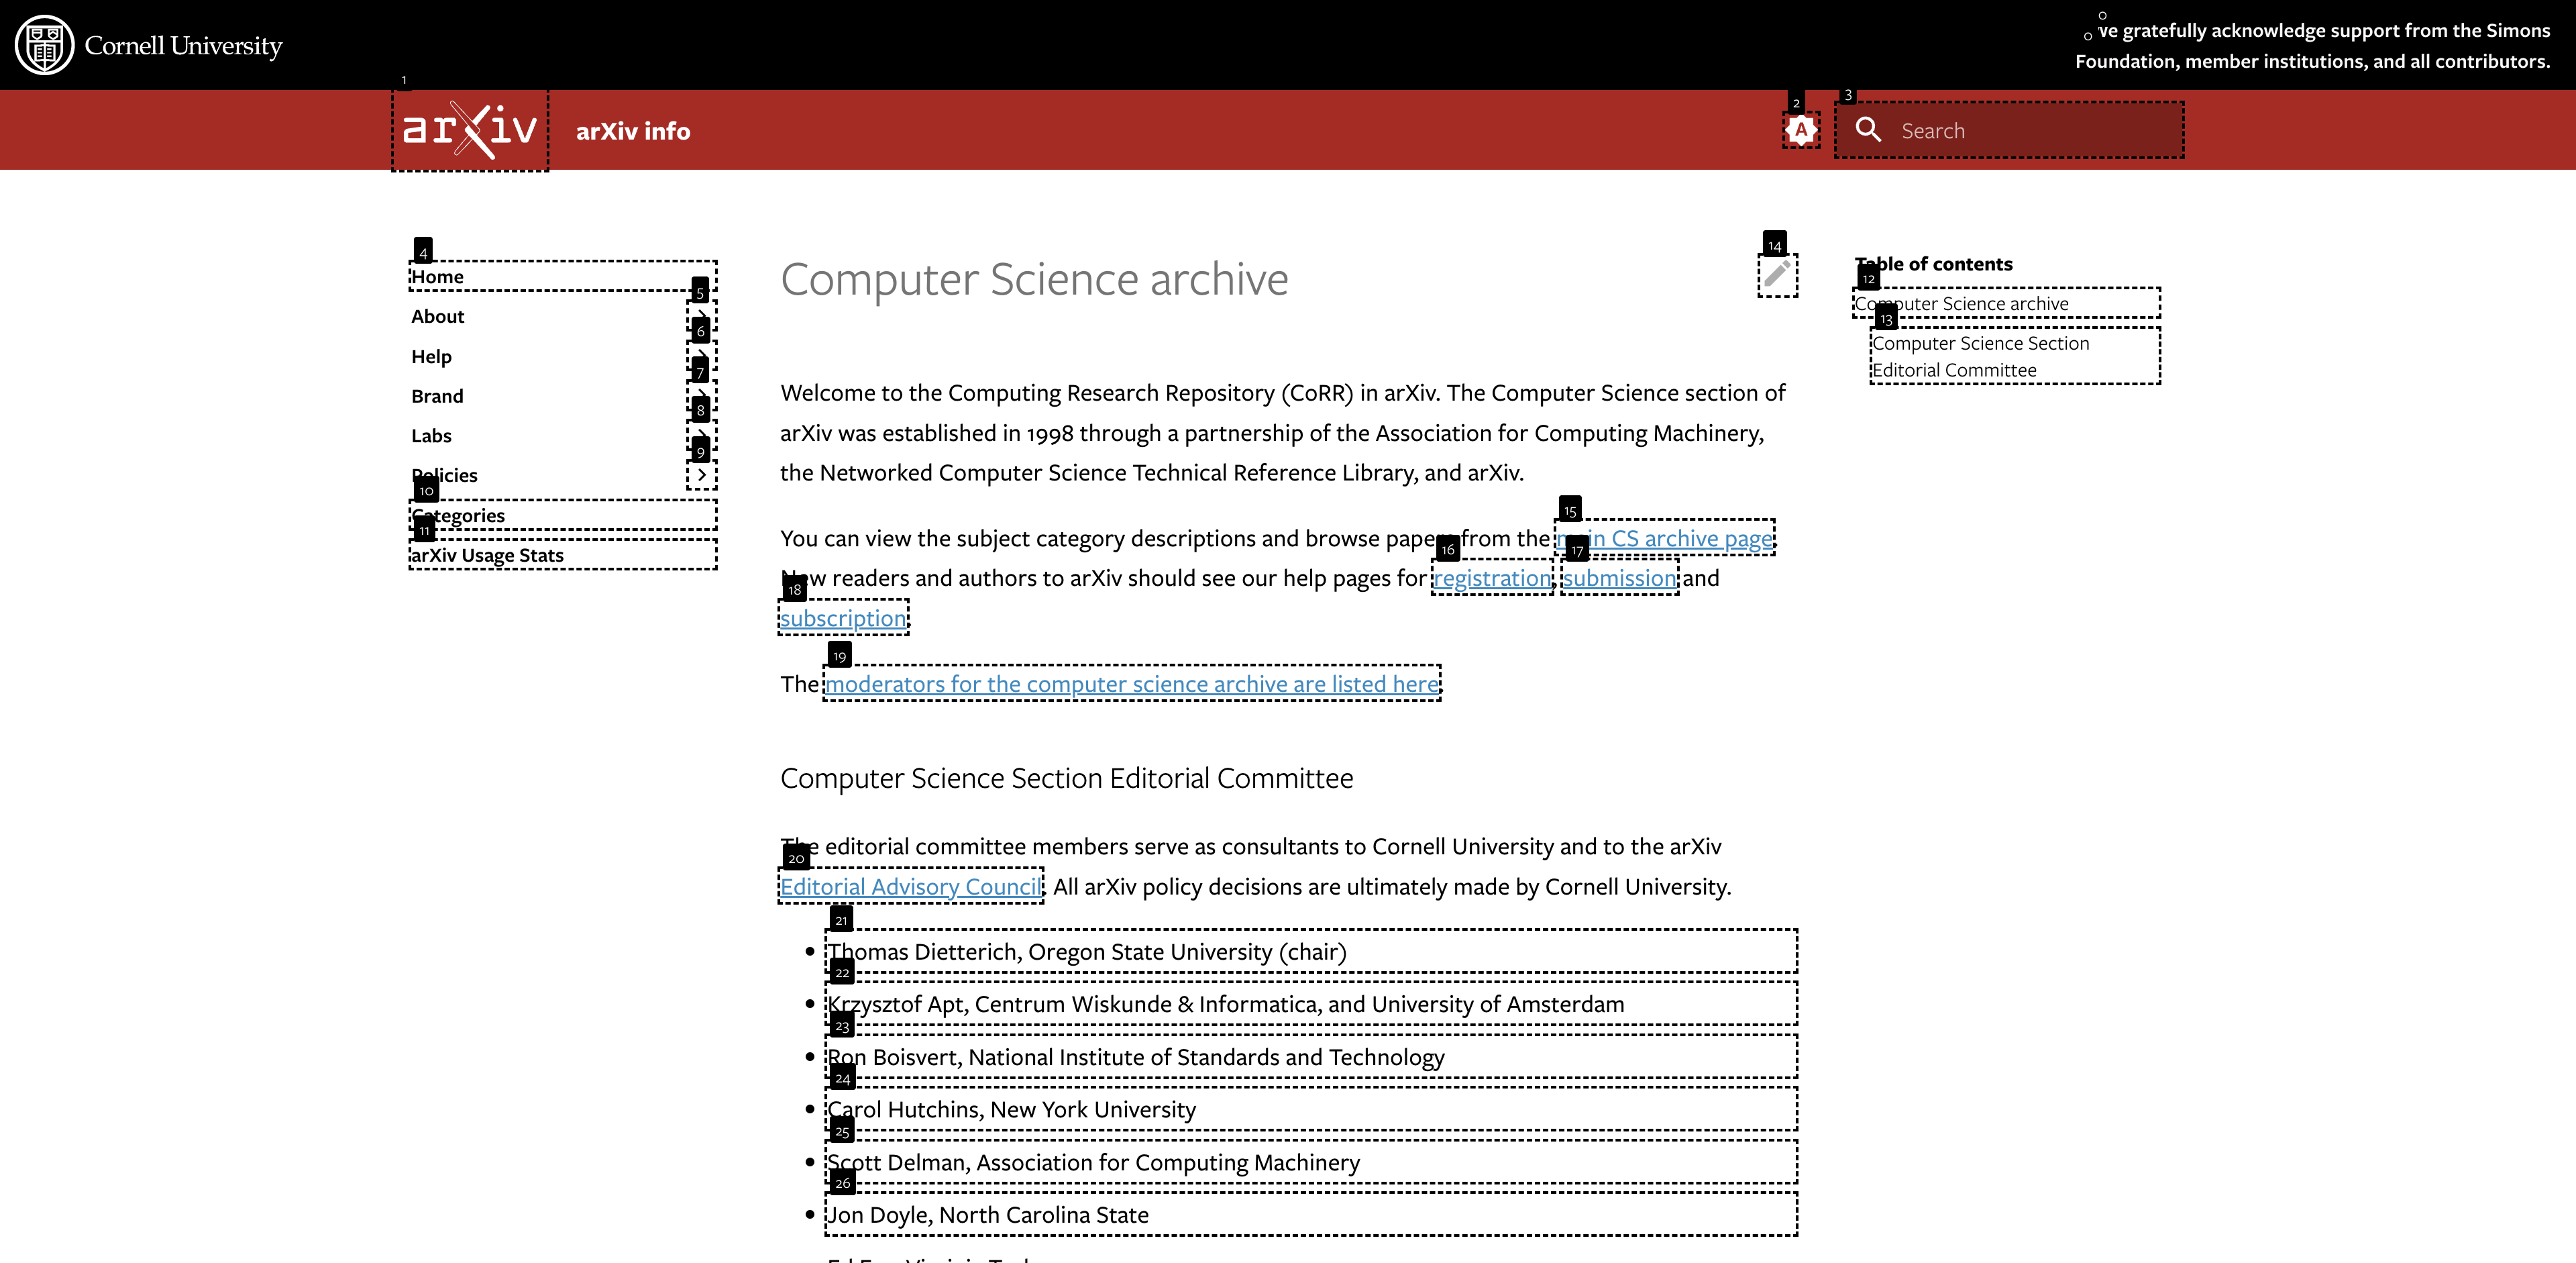 Cornell University
We gratefully acknowledge support from the Simons
Foundation, member institutions, and all contributors.
1
arXiv
arXiv info
2
A
3
Search
4
Home
5
About
6
Help
7
Brand
8
Labs
9
Policies
10
Categories
11
arXiv Usage Stats
Computer Science archive
14
Welcome to the Computing Research Repository (CoRR) in arXiv. The Computer Science section of
arXiv was established in 1998 through a partnership of the Association for Computing Machinery,
the Networked Computer Science Technical Reference Library, and arXiv.
15
You can view the subject category descriptions and browse papers from the main CS archive page.
16
17
New readers and authors to arXiv should see our help pages for registration, submission and
18
subscription.
19
The moderators for the computer science archive are listed here.
Computer Science Section Editorial Committee
The editorial committee members serve as consultants to Cornell University and to the arXiv
20
Editorial Advisory Council. All arXiv policy decisions are ultimately made by Cornell University.
21
Thomas Dietterich, Oregon State University (chair)
22
Krzysztof Apt, Centrum Wiskunde & Informatica, and University of Amsterdam
23
Ron Boisvert, National Institute of Standards and Technology
24
Carol Hutchins, New York University
25
Scott Delman, Association for Computing Machinery
26
Jon Doyle, North Carolina State
Table of contents
12
Computer Science archive
13
Computer Science Section
Editorial Committee